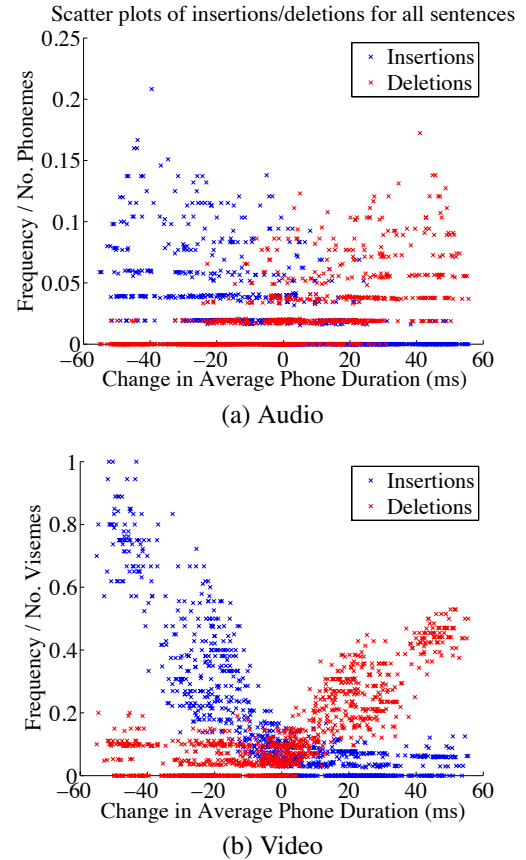 Scatter plots of insertions/deletions for all sentences
Insertions
Deletions
0.25
0.2
0.15
0.1
0.05
0
Frequency / No. Phonemes
−60 −40 −20 0 20 40 60
Change in Average Phone Duration (ms)
(a) Audio
Insertions
Deletions
1
0.8
0.6
0.4
0.2
0
Frequency / No. Visemes
−60 −40 −20 0 20 40 60
Change in Average Phone Duration (ms)
(b) Video